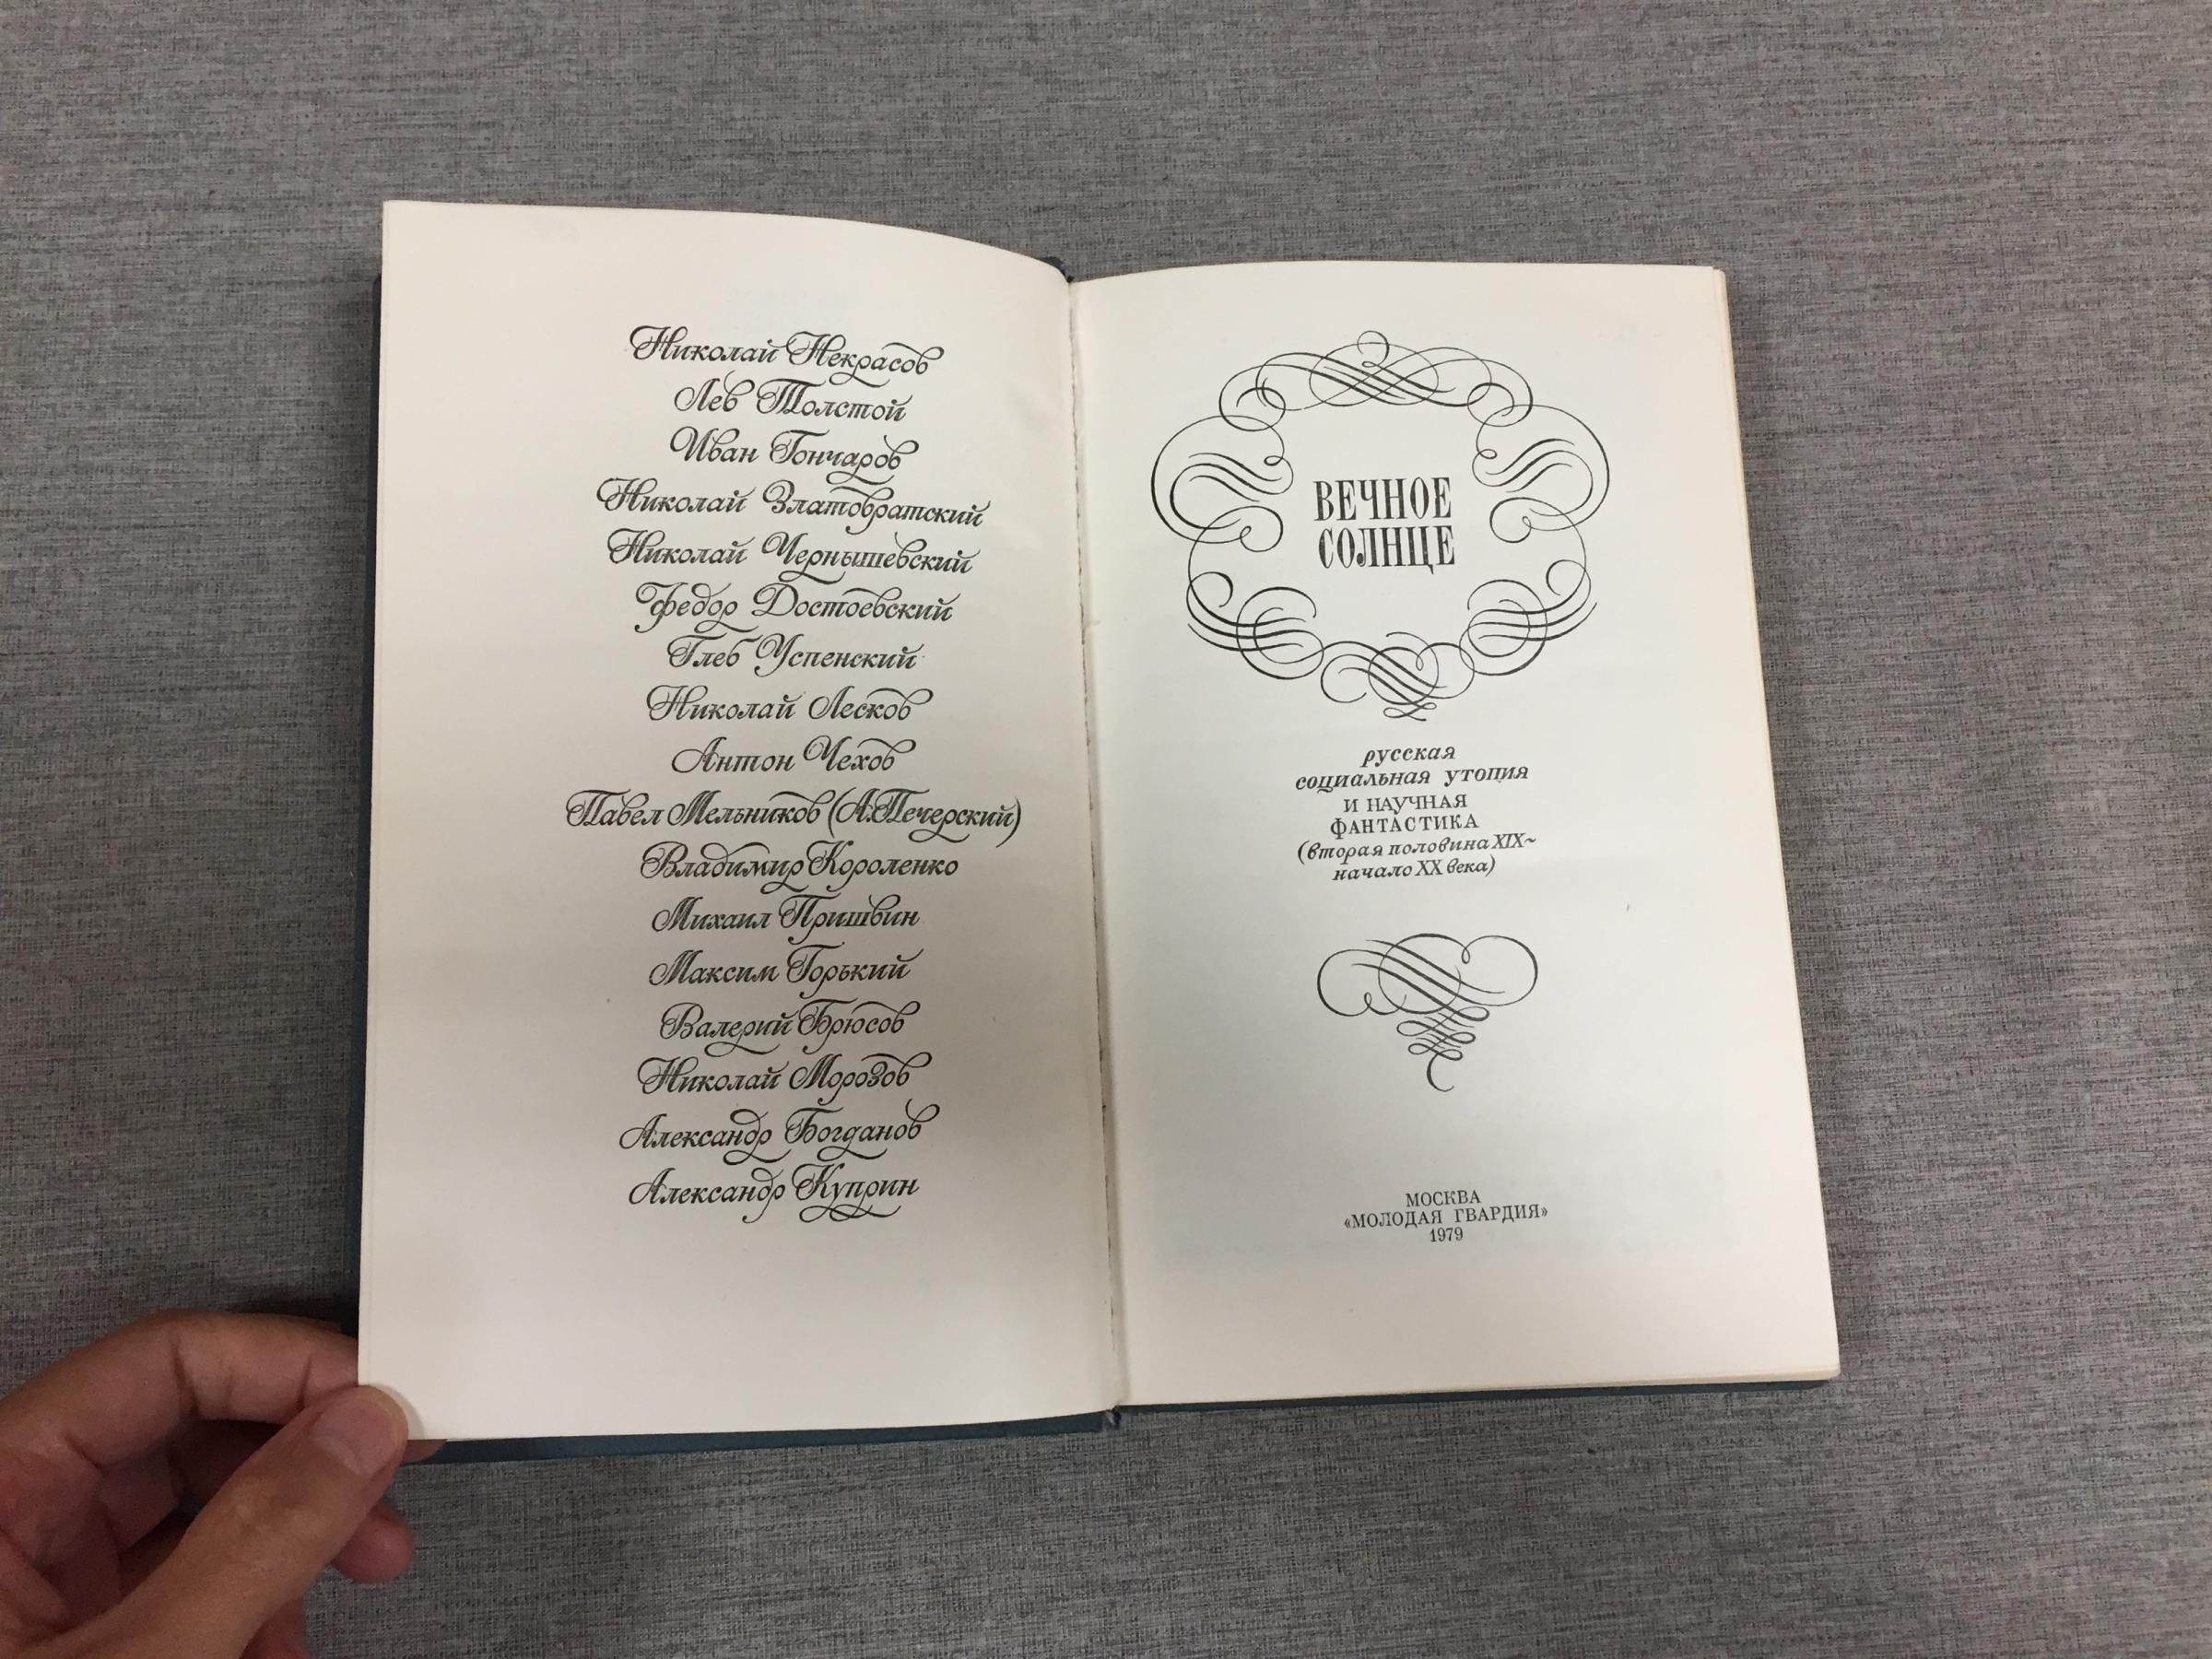 Николай Некрасов
Лев Толстой
Иван Гончаров
Николай Златовратский
Николай Чернышевский
Федор Достоевский
Глеб Успенский
Николай Лесков
Антон Чехов
Павел Мельников (А.Печерский)
Владимир Короленко
Михаил Пришвин
Максим Горький
Валерий Брюсов
Николай Морозов
Александр Богданов
Александр Куприн
ВЕЧНОЕ
СОЛНЦЕ
русская
социальная утопия
И НАУЧНАЯ
ФАНТАСТИКА
(вторая половина XIX~
начало XX века)
МОСКВА
«МОЛОДАЯ ГВАРДИЯ»
1979